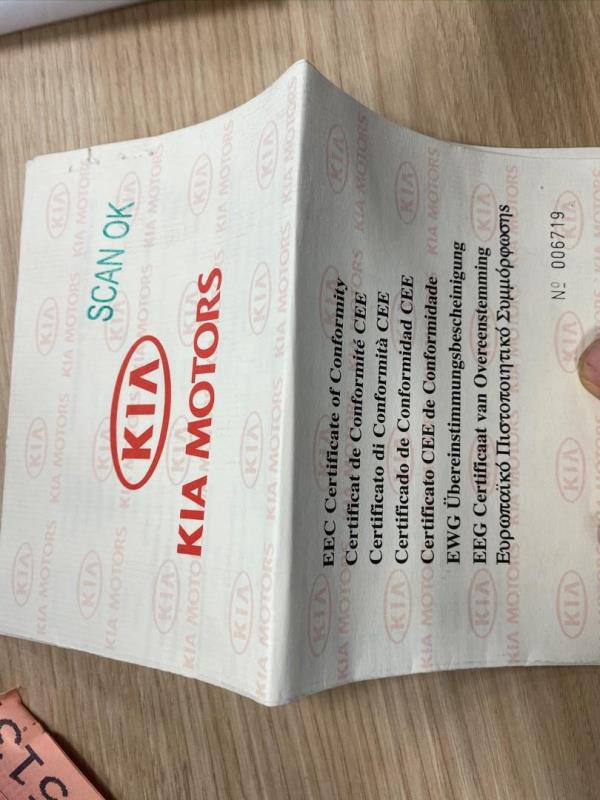 SCAN OK
KIA
KIA MOTORS
EEC Certificate of Conformity
Certificat de Conformité CEE
Certificato di Conformità CEE
Certificado de Conformidad CEE
Certificato CEE de Conformidade
EWG Übereinstimmungsbescheinigung
EEG Certificaat van Overeenstemming
Ευρωπαϊκό Πιστοποιητικό Συμμόρφωσης
Nº 006719